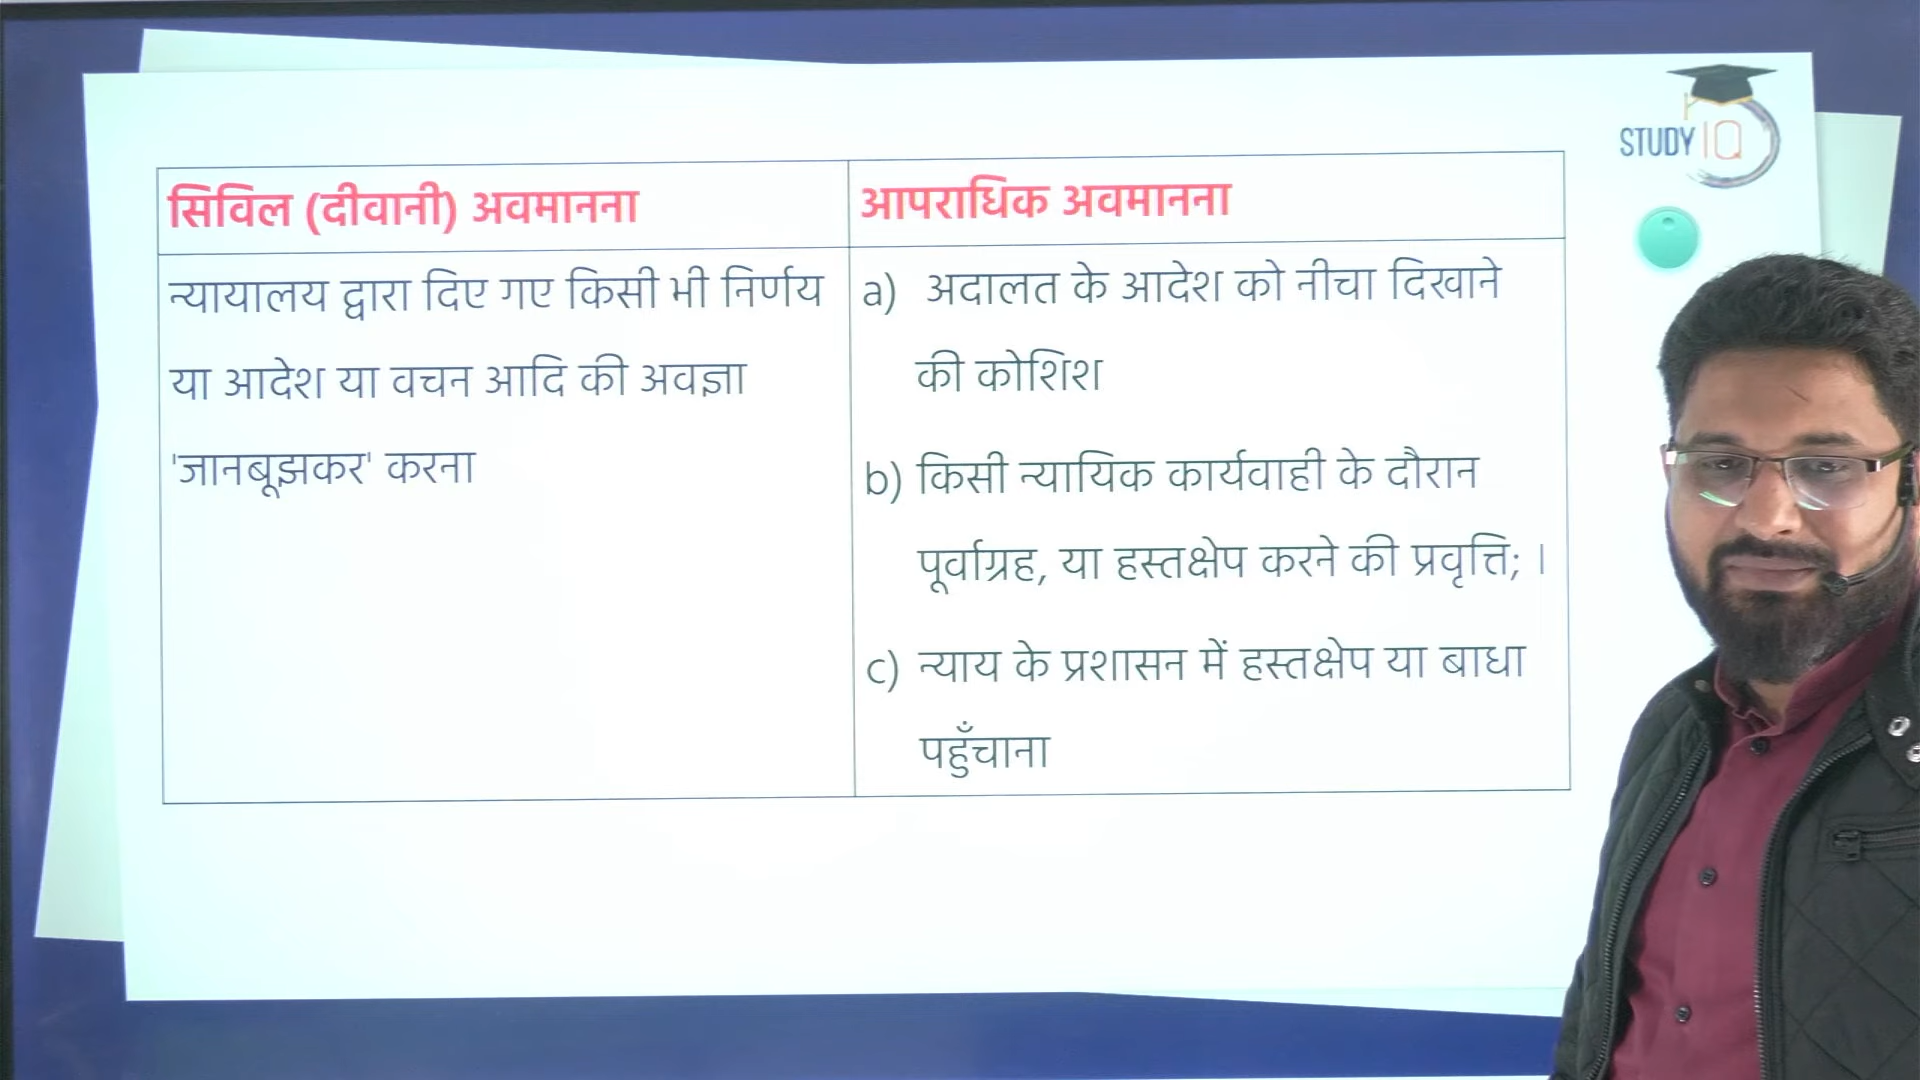 STUDY IQ
सिविल (दीवानी) अवमानना
न्यायालय द्वारा दिए गए किसी भी निर्णय
या आदेश या वचन आदि की अवज्ञा
'जानबूझकर' करना
आपराधिक अवमानना
a) अदालत के आदेश को नीचा दिखाने
की कोशिश
b) किसी न्यायिक कार्यवाही के दौरान
पूर्वाग्रह, या हस्तक्षेप करने की प्रवृत्ति; ।
c) न्याय के प्रशासन में हस्तक्षेप या बाधा
पहुँचाना